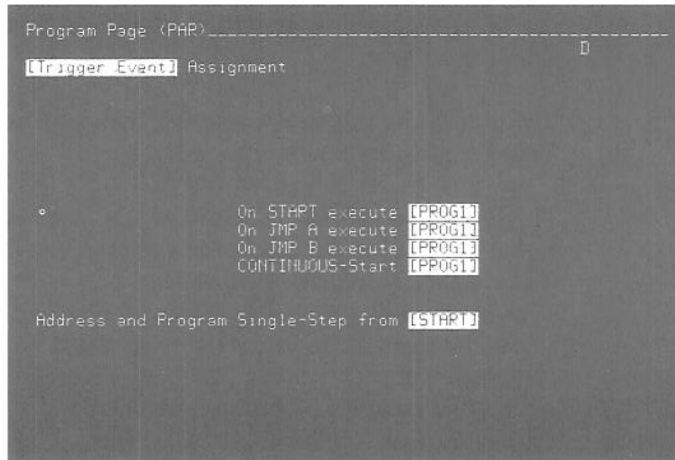 Program Page (PAR)
D
[Trigger Event] Assignment
On START execute [PROG1]
On JMP A execute [PROG1]
On JMP B execute [PROG1]
CONTINUOUS-Start [PROG1]
Address and Program Single-Step from [START]